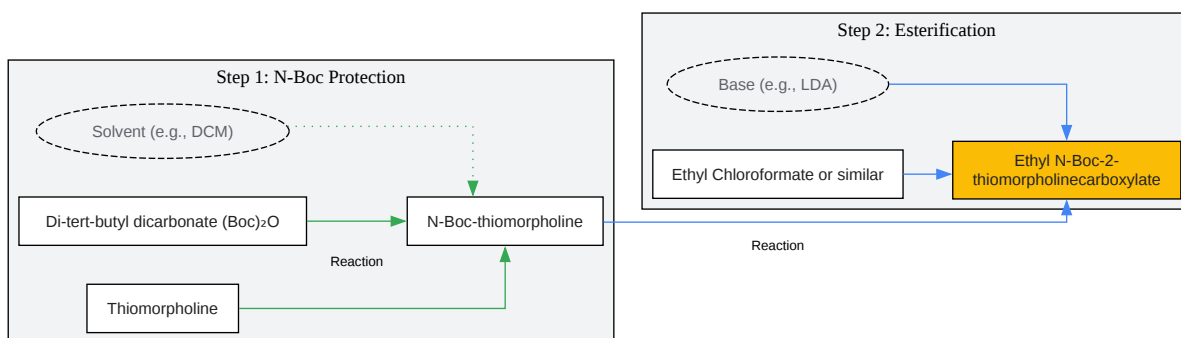 Step 1: N-Boc Protection
Solvent (e.g., DCM)
Di-tert-butyl dicarbonate (Boc)₂O
N-Boc-thiomorpholine
Reaction
Thiomorpholine
Step 2: Esterification
Base (e.g., LDA)
Ethyl Chloroformate or similar
Ethyl N-Boc-2-
thiomorpholinecarboxylate
Reaction